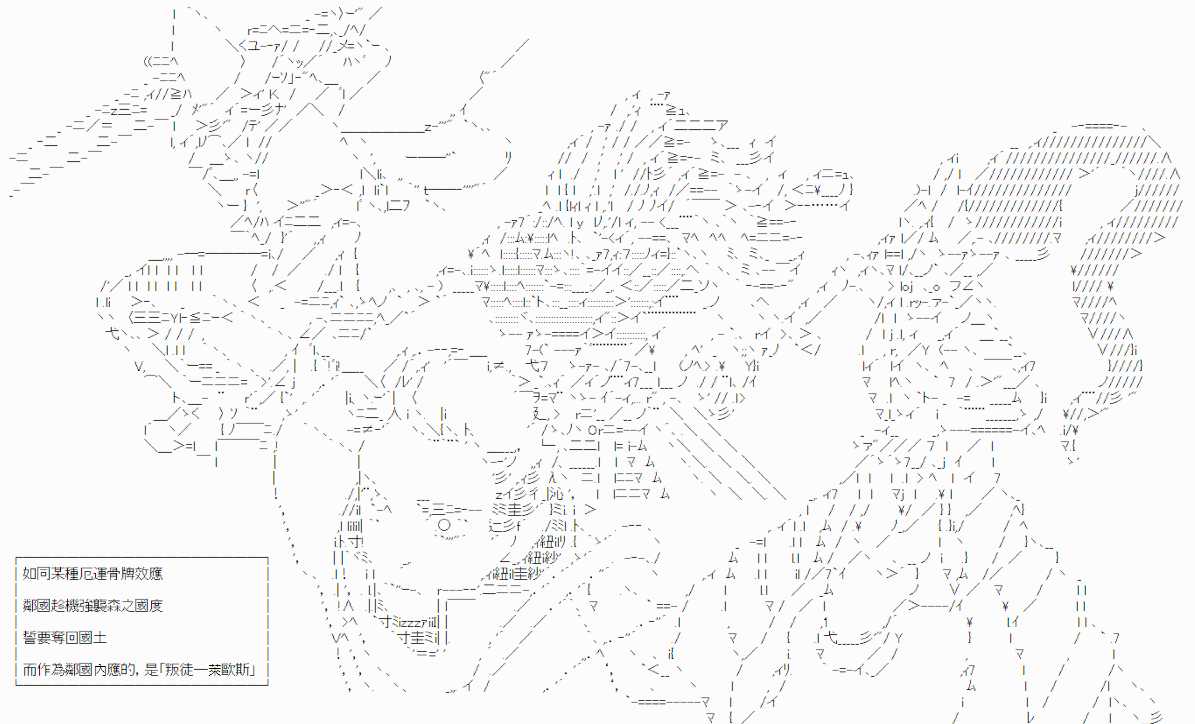 如同某種厄運骨牌效應
鄰國趁機強襲森之國度
誓要奪回國土
而作為鄰國內應的，是「叛徒—萊歐斯」